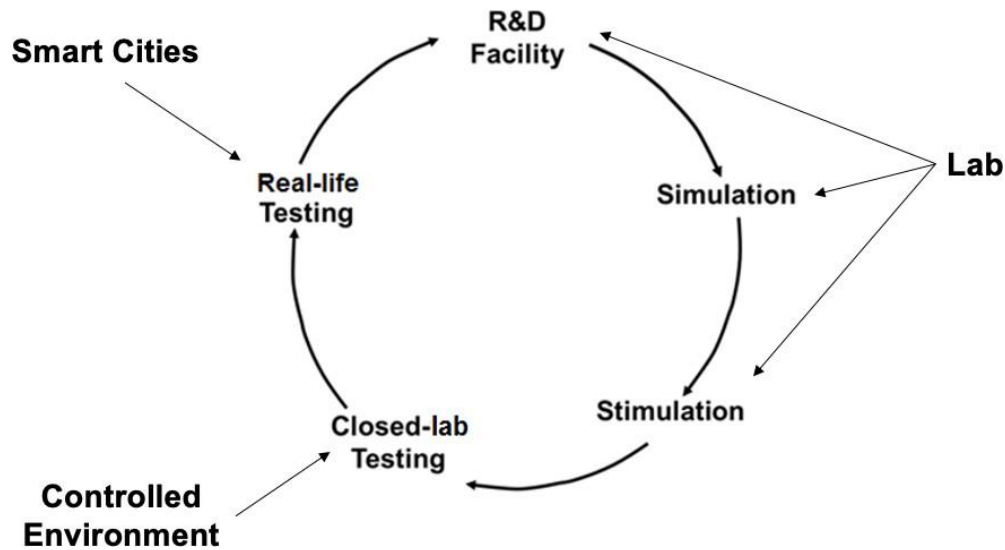 R&D
Facility
Smart Cities
Lab
Real-life
Testing
Simulation
Stimulation
Closed-lab
Testing
Controlled
Environment